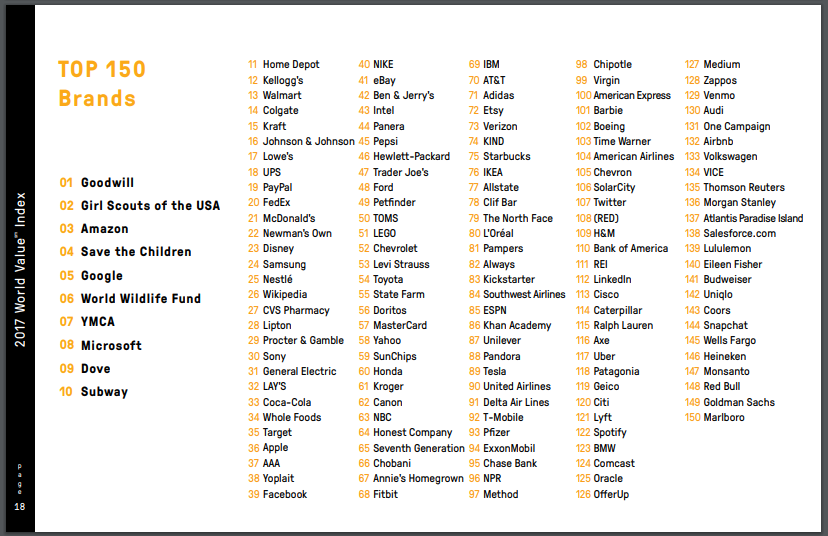 TOP 150
Brands
01 Goodwill
02 Girl Scouts of the USA
03 Amazon
04 Save the Children
05 Google
06 World Wildlife Fund
07 YMCA
08 Microsoft
09 Dove
10 Subway
11 Home Depot
12 Kellogg's
13 Walmart
14 Colgate
15 Kraft
16 Johnson & Johnson
17 Lowe's
18 UPS
19 PayPal
20 FedEx
21 McDonald's
22 Newman's Own
23 Disney
24 Samsung
25 Nestlé
26 Wikipedia
27 CVS Pharmacy
28 Lipton
29 Procter & Gamble
30 Sony
31 General Electric
32 LAY'S
33 Coca-Cola
34 Whole Foods
35 Target
36 Apple
37 AAA
38 Yoplait
39 Facebook
40 NIKE
41 eBay
42 Ben & Jerry's
43 Intel
44 Panera
45 Pepsi
46 Hewlett-Packard
47 Trader Joe's
48 Ford
49 Petfinder
50 TOMS
51 LEGO
52 Chevrolet
53 Levi Strauss
54 Toyota
55 State Farm
56 Doritos
57 MasterCard
58 Yahoo
59 SunChips
60 Honda
61 Kroger
62 Canon
63 NBC
64 Honest Company
65 Seventh Generation
66 Chobani
67 Annie's Homegrown
68 Fitbit
69 IBM
70 AT&T
71 Adidas
72 Etsy
73 Verizon
74 KIND
75 Starbucks
76 IKEA
77 Allstate
78 Clif Bar
79 The North Face
80 L'Oréal
81 Pampers
82 Always
83 Kickstarter
84 Southwest Airlines
85 ESPN
86 Khan Academy
87 Unilever
88 Pandora
89 Tesla
90 United Airlines
91 Delta Air Lines
92 T-Mobile
93 Pfizer
94 ExxonMobil
95 Chase Bank
96 NPR
97 Method
98 Chipotle
99 Virgin
100 American Express
101 Barbie
102 Boeing
103 Time Warner
104 American Airlines
105 Chevron
106 SolarCity
107 Twitter
108 (RED)
109 H&M
110 Bank of America
111 REI
112 LinkedIn
113 Cisco
114 Caterpillar
115 Ralph Lauren
116 Axe
117 Uber
118 Patagonia
119 Geico
120 Citi
121 Lyft
122 Spotify
123 BMW
124 Comcast
125 Oracle
126 OfferUp
127 Medium
128 Zappos
129 Venmo
130 Audi
131 One Campaign
132 Airbnb
133 Volkswagen
134 VICE
135 Thomson Reuters
136 Morgan Stanley
137 Atlantis Paradise Island
138 Salesforce.com
139 Lululemon
140 Eileen Fisher
141 Budweiser
142 Uniqlo
143 Coors
144 Snapchat
145 Wells Fargo
146 Heineken
147 Monsanto
148 Red Bull
149 Goldman Sachs
150 Marlboro
2017 World Value Index
page
18